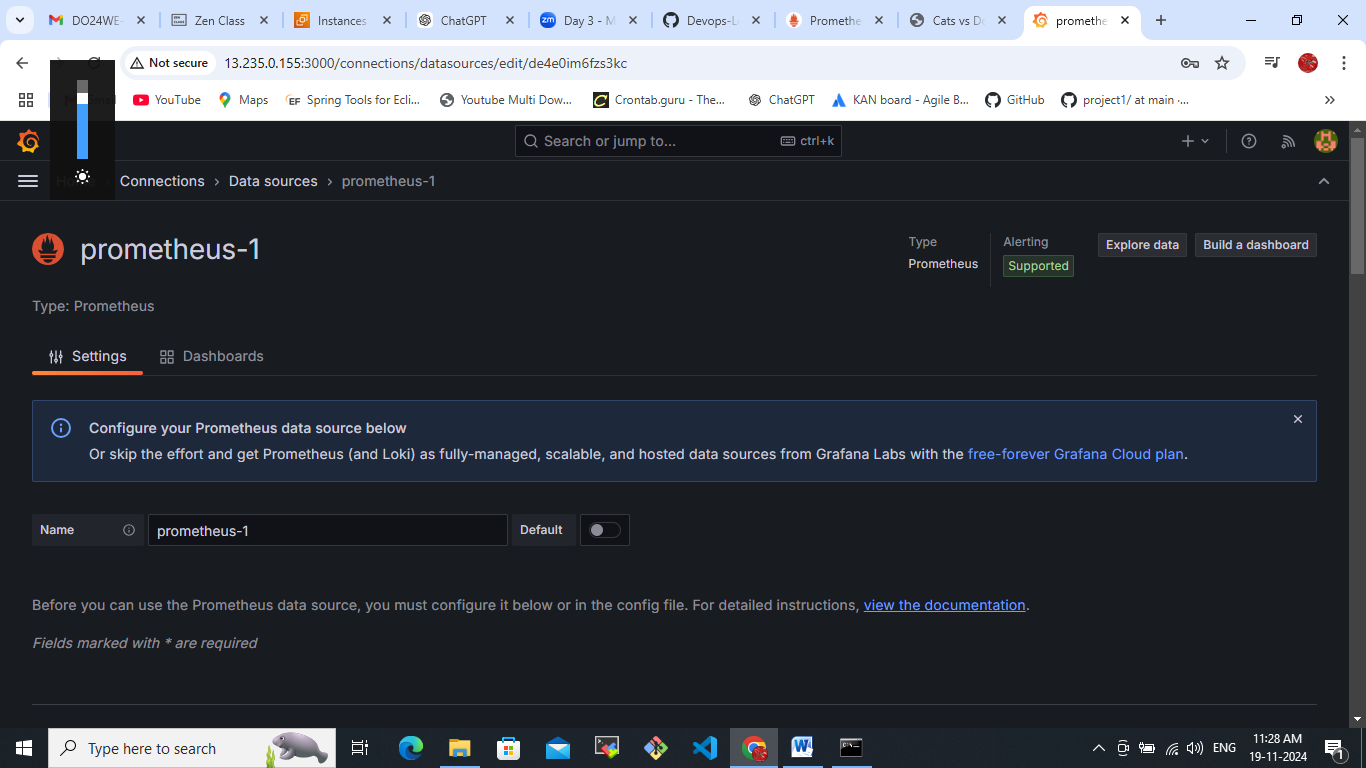 DO24WE-
Zen Class
Instances
ChatGPT
Day 3 - M
Devops-L
Promethe
Cats vs D
promethe
Not secure
13.235.0.155:3000/connections/datasources/edit/de4e0im6fzs3kc
Gmail
YouTube
Maps
Spring Tools for Ecli...
Youtube Multi Dow...
Crontab.guru - The...
ChatGPT
KAN board - Agile B...
GitHub
project1/ at main ·...
Search or jump to...
ctrl+k
Home
Connections
Data sources
prometheus-1
prometheus-1
Type
Prometheus
Alerting
Supported
Explore data
Build a dashboard
Type: Prometheus
Settings
Dashboards
Configure your Prometheus data source below
Or skip the effort and get Prometheus (and Loki) as fully-managed, scalable, and hosted data sources from Grafana Labs with the free-forever Grafana Cloud plan.
Name
prometheus-1
Default
Before you can use the Prometheus data source, you must configure it below or in the config file. For detailed instructions, view the documentation.
Fields marked with * are required
Type here to search
ENG
11:28 AM
19-11-2024
1